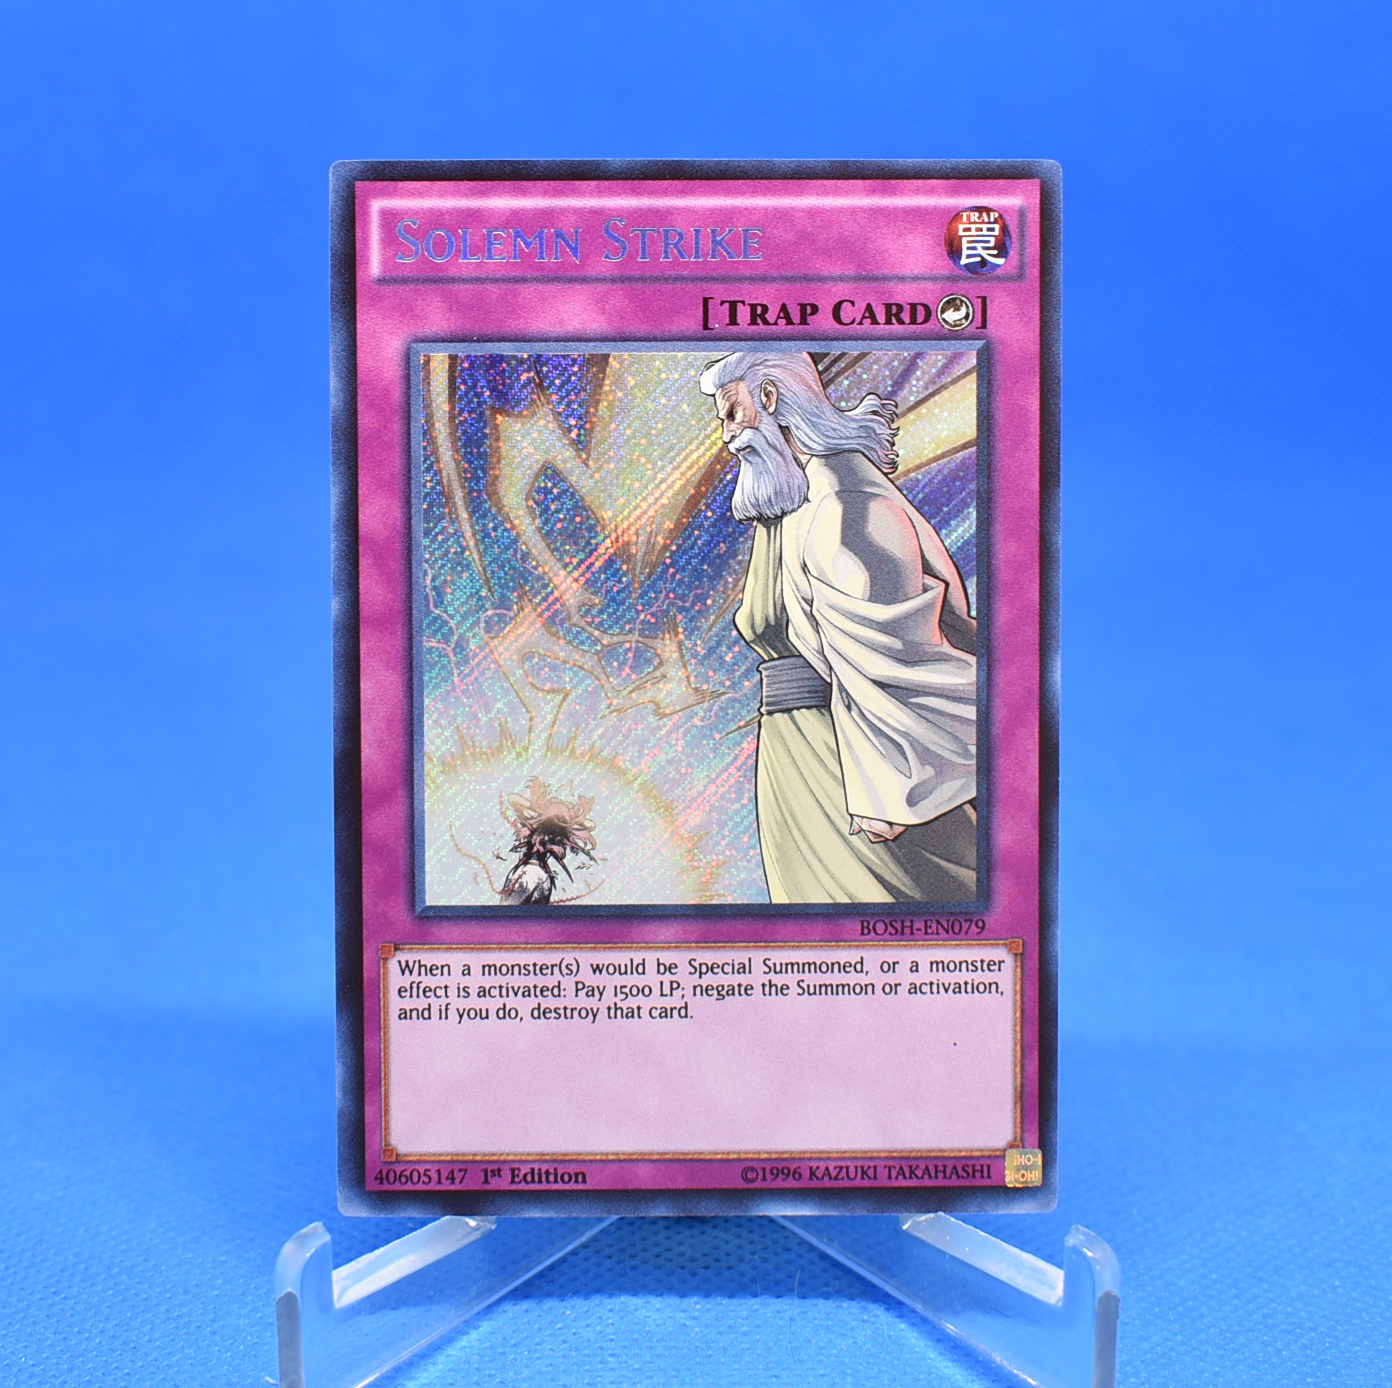 SOLEMN STRIKE
TRAP
罠
[TRAP CARD]
BOSH-EN079
When a monster(s) would be Special Summoned, or a monster
effect is activated: Pay 1500 LP; negate the Summon or activation,
and if you do, destroy that card.
40605147 1st Edition
©1996 KAZUKI TAKAHASHI